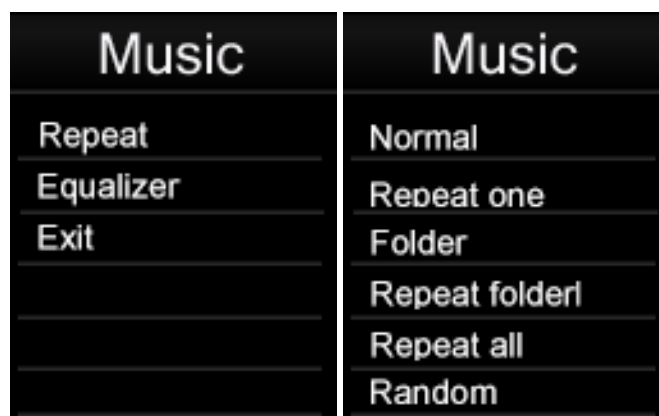 Music
Repeat
Equalizer
Exit
Music
Normal
Repeat one
Folder
Repeat folderl
Repeat all
Random